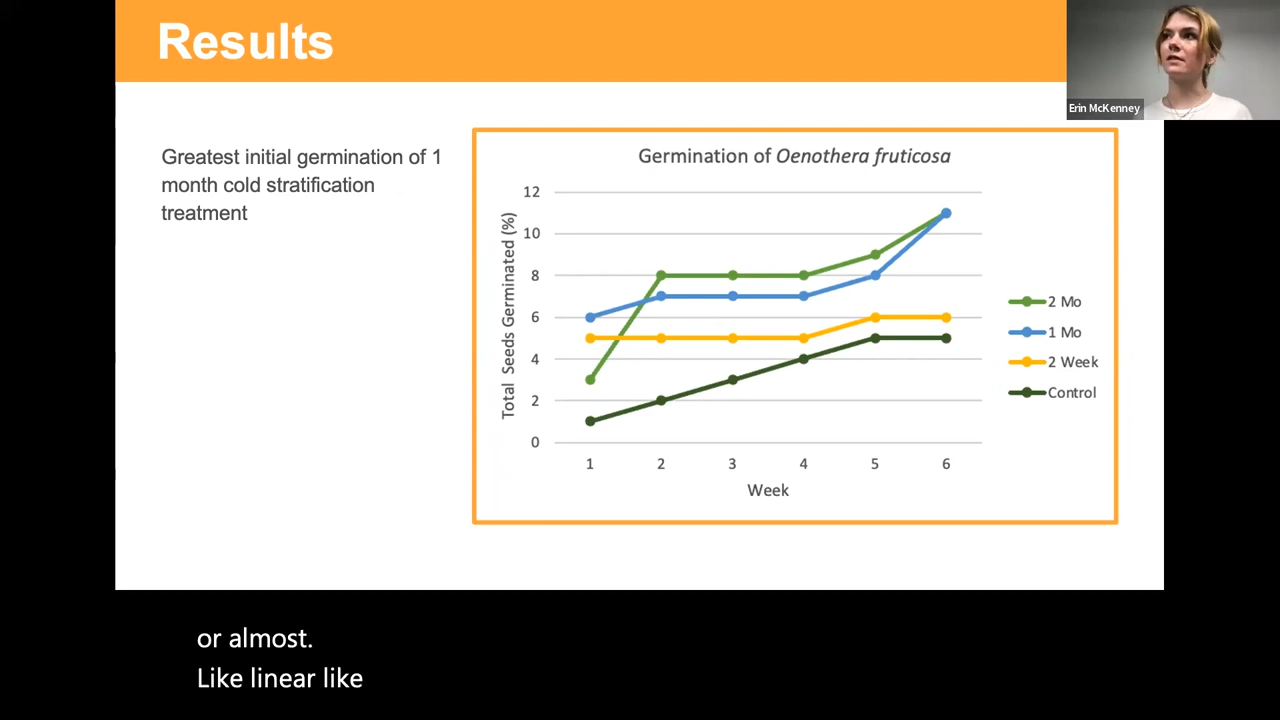 Results
Erin McKenney
Greatest initial germination of 1
month cold stratification
treatment
Germination of Oenothera fruticosa
Total Seeds Germinated (%)
12
10
8
6
4
2
0
1 2 3 4 5 6
Week
2 Mo
1 Mo
2 Week
Control
or almost.
Like linear like